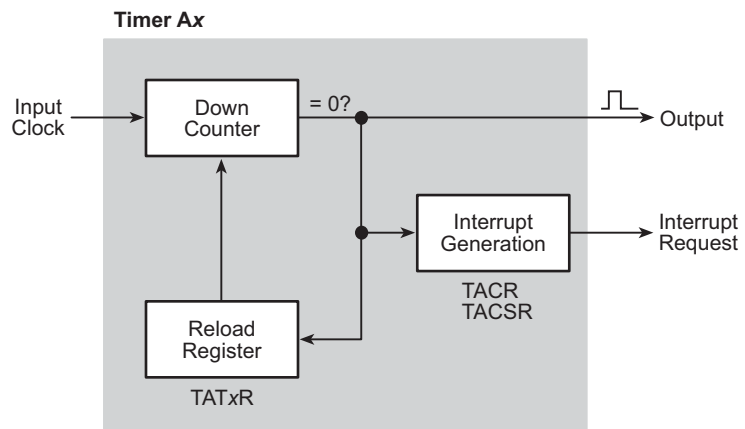 Timer Ax
Input
Clock
Down
Counter
= 0?
Output
Interrupt
Generation
Interrupt
Request
TACR
TACSR
Reload
Register
TATxR